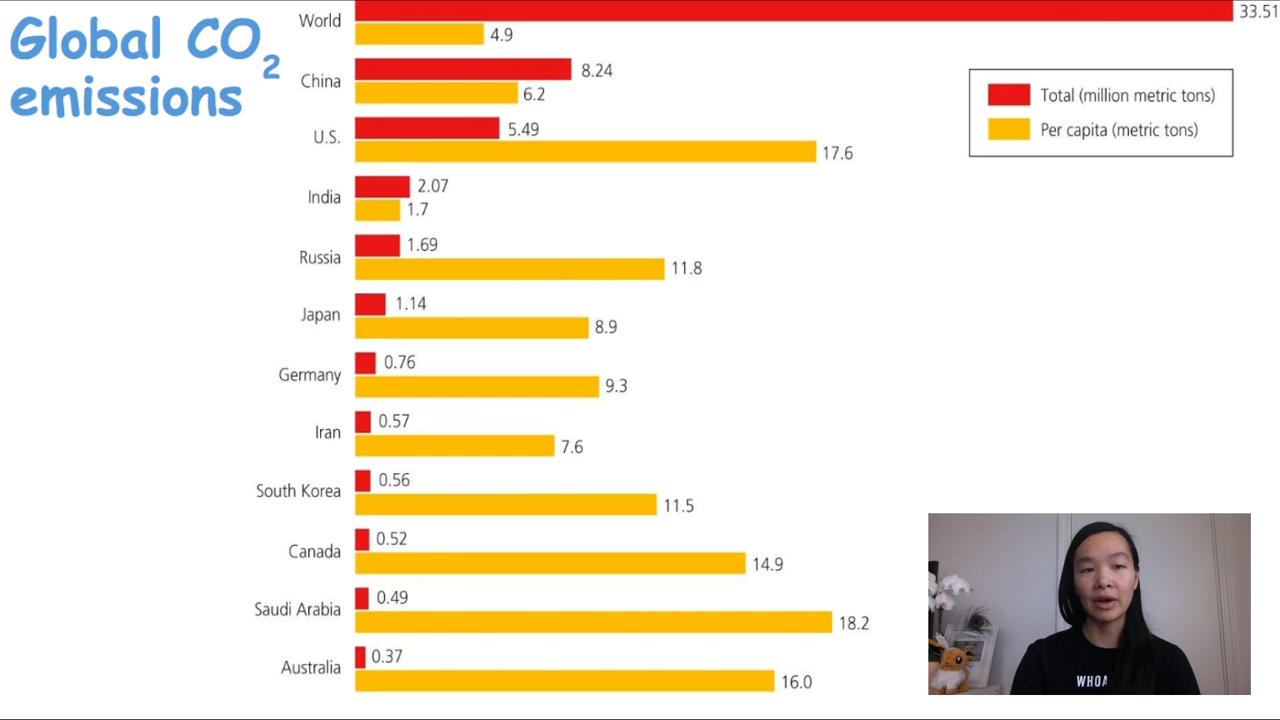 Global CO2
emissions
World
33.51
4.9
China
8.24
6.2
U.S.
5.49
17.6
India
2.07
1.7
Russia
1.69
11.8
Japan
1.14
8.9
Germany
0.76
9.3
Iran
0.57
7.6
South Korea
0.56
11.5
Canada
0.52
14.9
Saudi Arabia
0.49
18.2
Australia
0.37
16.0
Total (million metric tons)
Per capita (metric tons)
WHOA